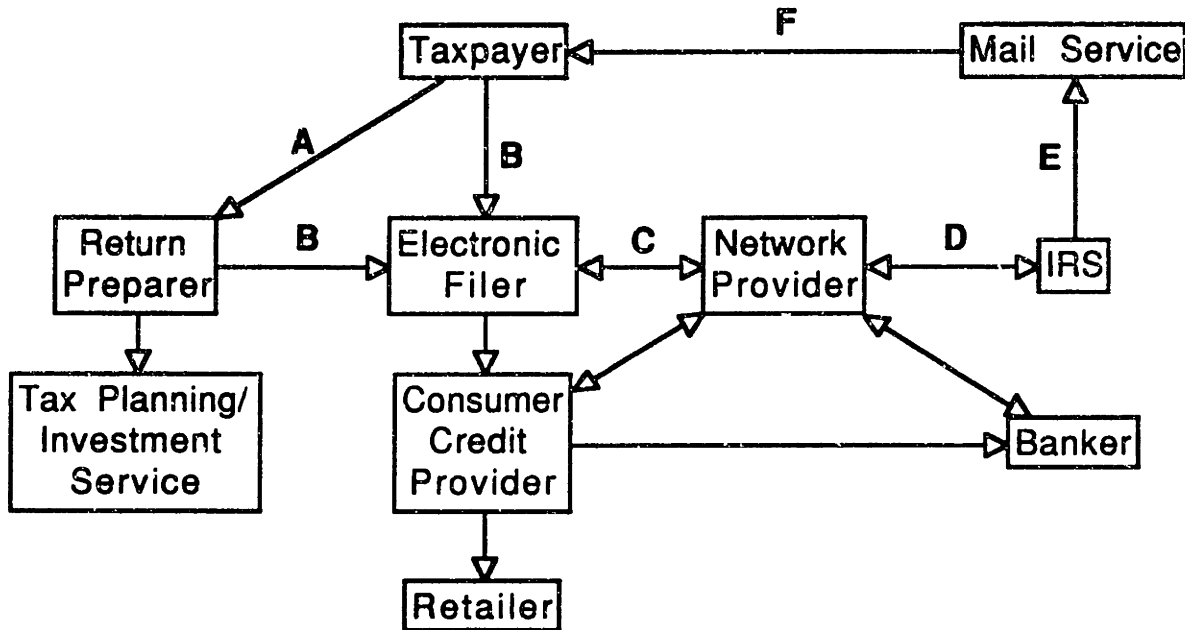 F
Taxpayer
Mail Service
A
B
E
Return
Preparer
B
Electronic
Filer
C
Network
Provider
D
IRS
Tax Planning/
Investment
Service
Consumer
Credit
Provider
Banker
Retailer